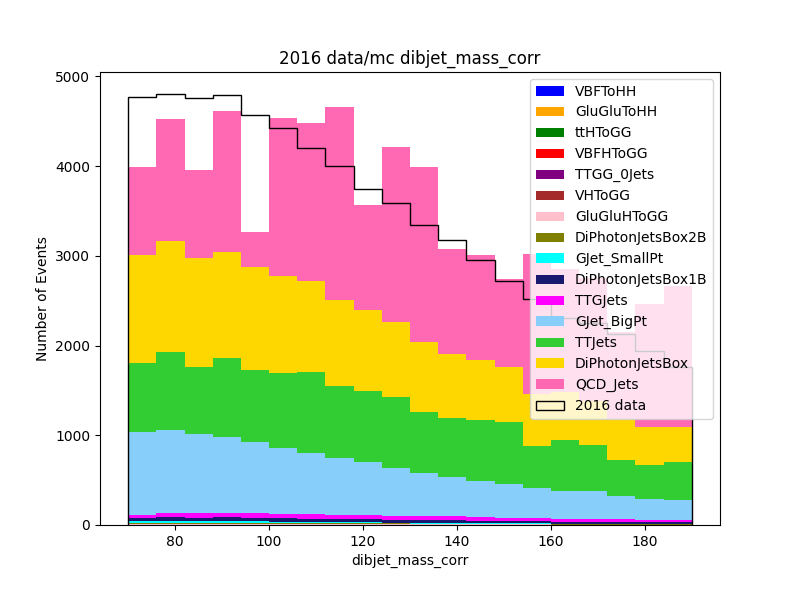 2016 data/mc dibjet_mass_corr
5000
4000
3000
2000
1000
0
Number of Events
80
100
120
140
160
180
dibjet_mass_corr
VBFToHH
GluGluToHH
ttHToGG
VBFHToGG
TTGG_0Jets
VHToGG
GluGluHToGG
DiPhotonJetsBox2B
GJet_SmallPt
DiPhotonJetsBox1B
TTGJets
GJet_BigPt
TTJets
DiPhotonJetsBox
QCD_Jets
2016 data